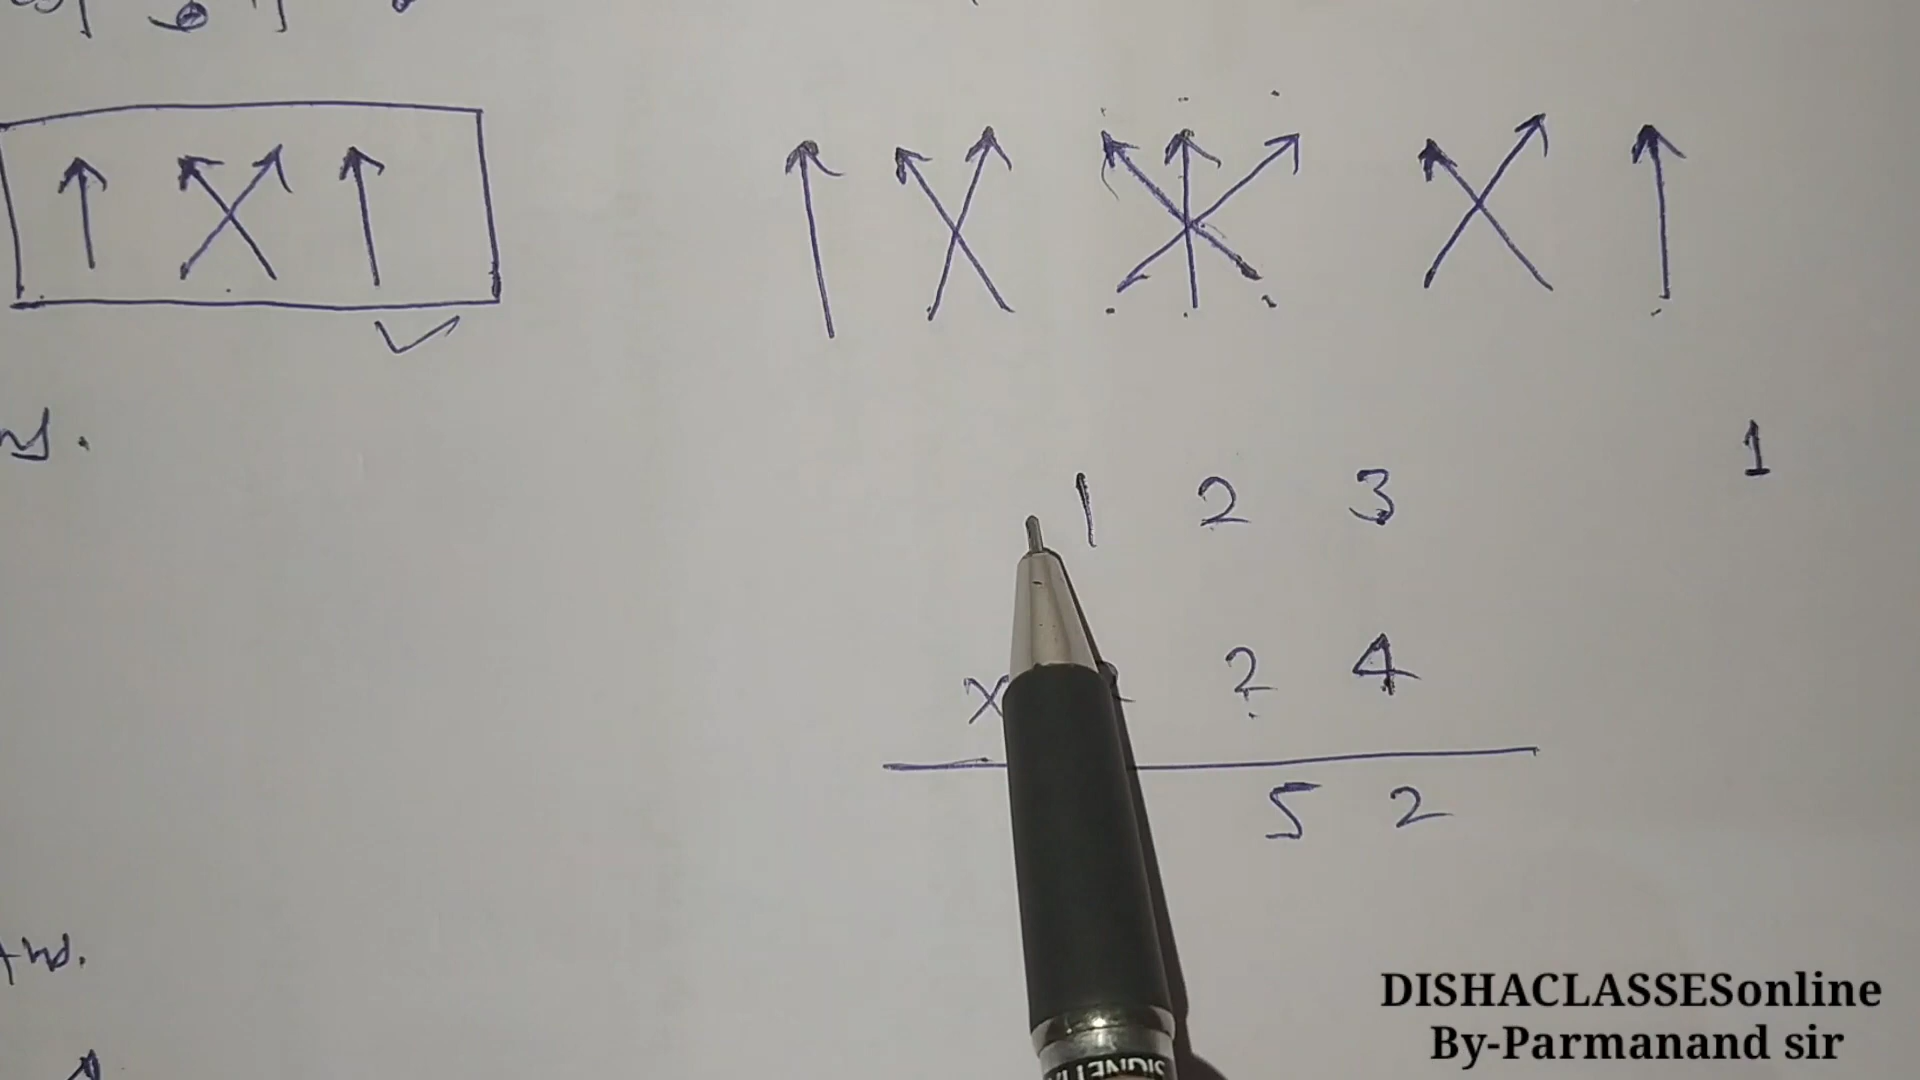 1
1 2 3
x 2 4
5 2
DISHACLASSESonline
By-Parmanand sir